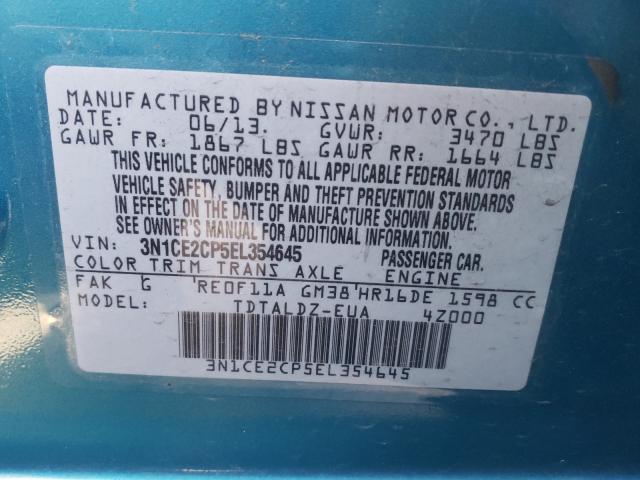 MANUFACTURED BY NISSAN MOTOR CO., LTD.
DATE: 06/13. GVWR: 3470 LBS
GAWR FR: 1867 LBS GAWR RR: 1664 LBS
THIS VEHICLE CONFORMS TO ALL APPLICABLE FEDERAL MOTOR
VEHICLE SAFETY, BUMPER AND THEFT PREVENTION STANDARDS
IN EFFECT ON THE DATE OF MANUFACTURE SHOWN ABOVE.
SEE OWNER'S MANUAL FOR ADDITIONAL INFORMATION.
VIN: 3N1CE2CP5EL354645 PASSENGER CAR.
COLOR TRIM TRANS AXLE ENGINE
FAK G RE0F11A GM38 HR16DE 1598 CC
MODEL: TDTALDZ-EUA 4Z000
3N1CE2CP5EL354645